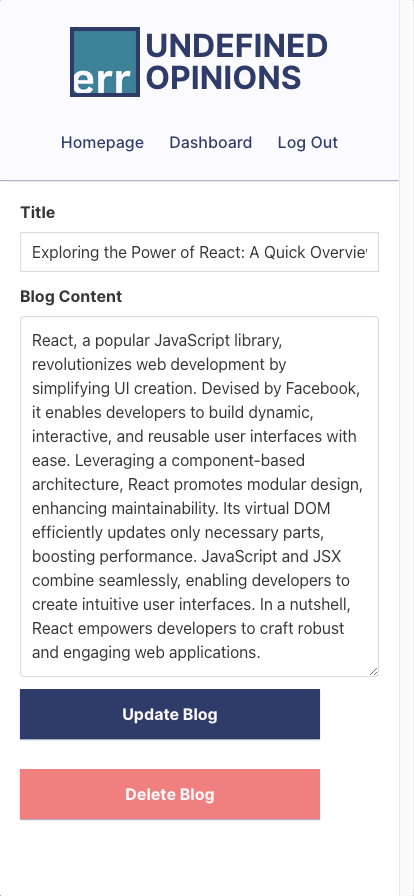 err
UNDEFINED
OPINIONS
Homepage Dashboard Log Out
Title
Exploring the Power of React: A Quick
Blog Content
React, a popular JavaScript library,
revolutionizes web development by
simplifying UI creation. Devised by Facebook,
it enables developers to build dynamic,
interactive, and reusable user interfaces with
ease. Leveraging a component-based
architecture, React promotes modular design,
enhancing maintainability. Its virtual DOM
efficiently updates only necessary parts,
boosting performance. JavaScript and JSX
combine seamlessly, enabling developers to
create intuitive user interfaces. In a nutshell,
React empowers developers to craft robust
and engaging web applications.
Update Blog
Delete Blog